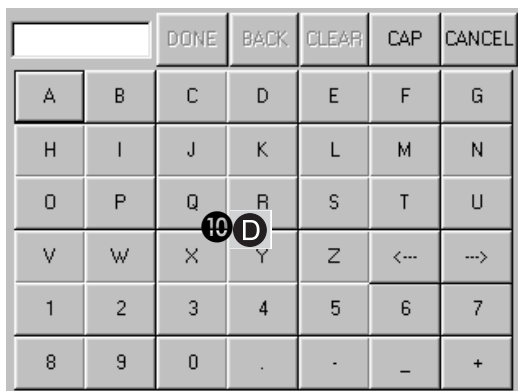 DONE BACK CLEAR CAP CANCEL
A B C D E F G
H I J K L M N
O P Q R S T U
10 D
V W X Y Z <--- --->
1 2 3 4 5 6 7
8 9 0 . - _ +